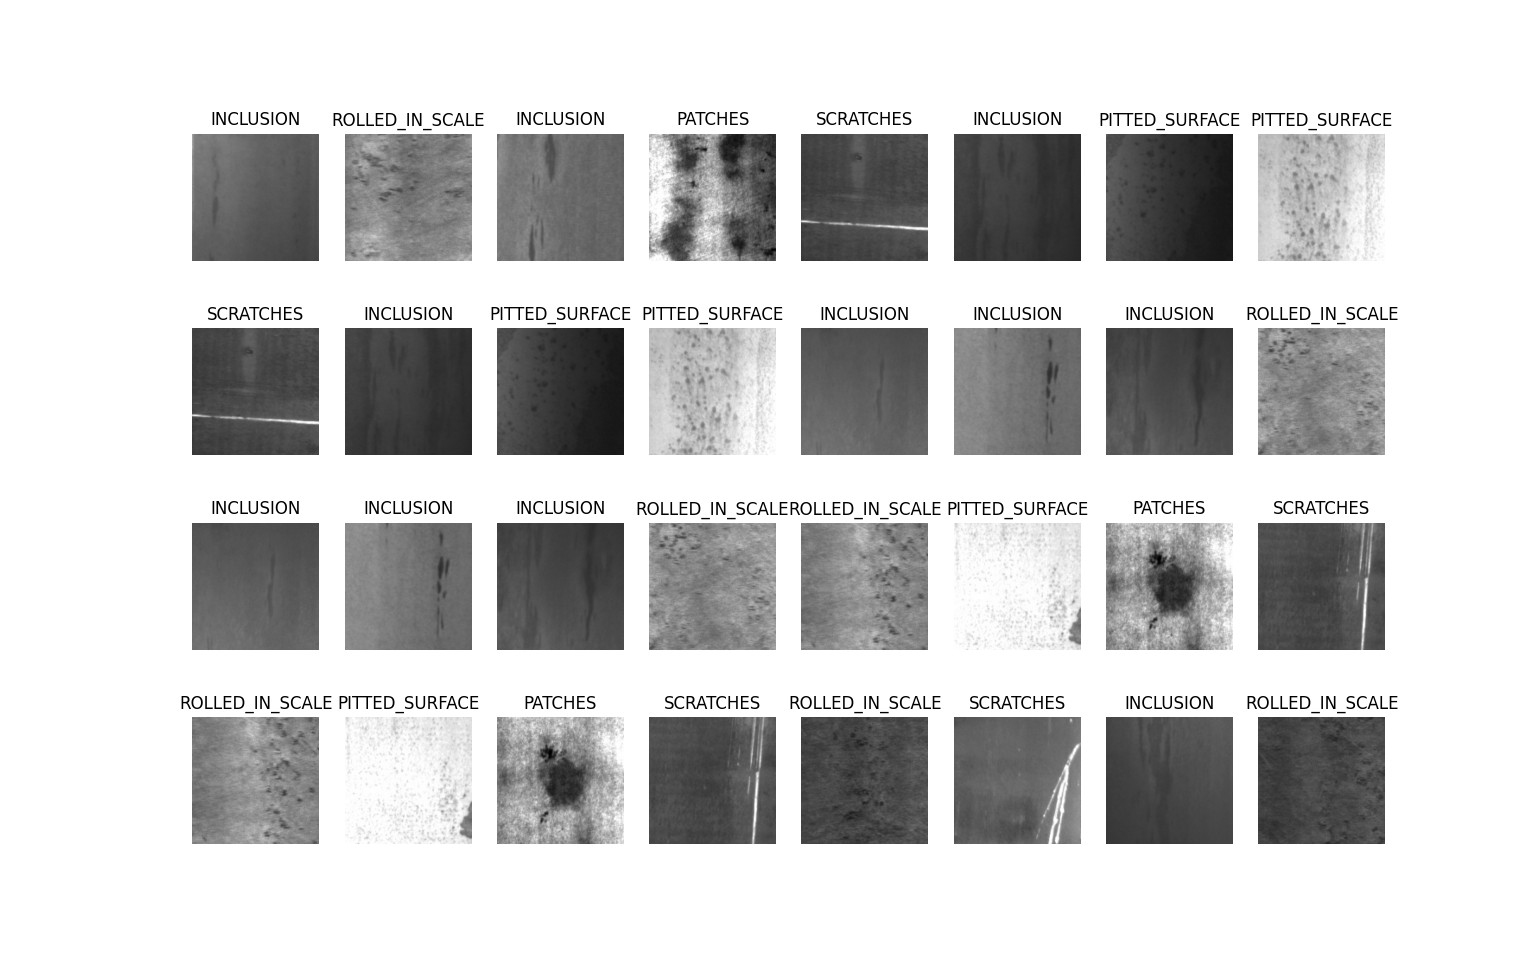 INCLUSION ROLLED_IN_SCALE INCLUSION PATCHES SCRATCHES INCLUSION PITTED_SURFACE PITTED_SURFACE
SCRATCHES INCLUSION PITTED_SURFACE PITTED_SURFACE INCLUSION INCLUSION INCLUSION ROLLED_IN_SCALE
INCLUSION INCLUSION INCLUSION ROLLED_IN_SCALE ROLLED_IN_SCALE PITTED_SURFACE PATCHES SCRATCHES
ROLLED_IN_SCALE PITTED_SURFACE PATCHES SCRATCHES ROLLED_IN_SCALE SCRATCHES INCLUSION ROLLED_IN_SCALE